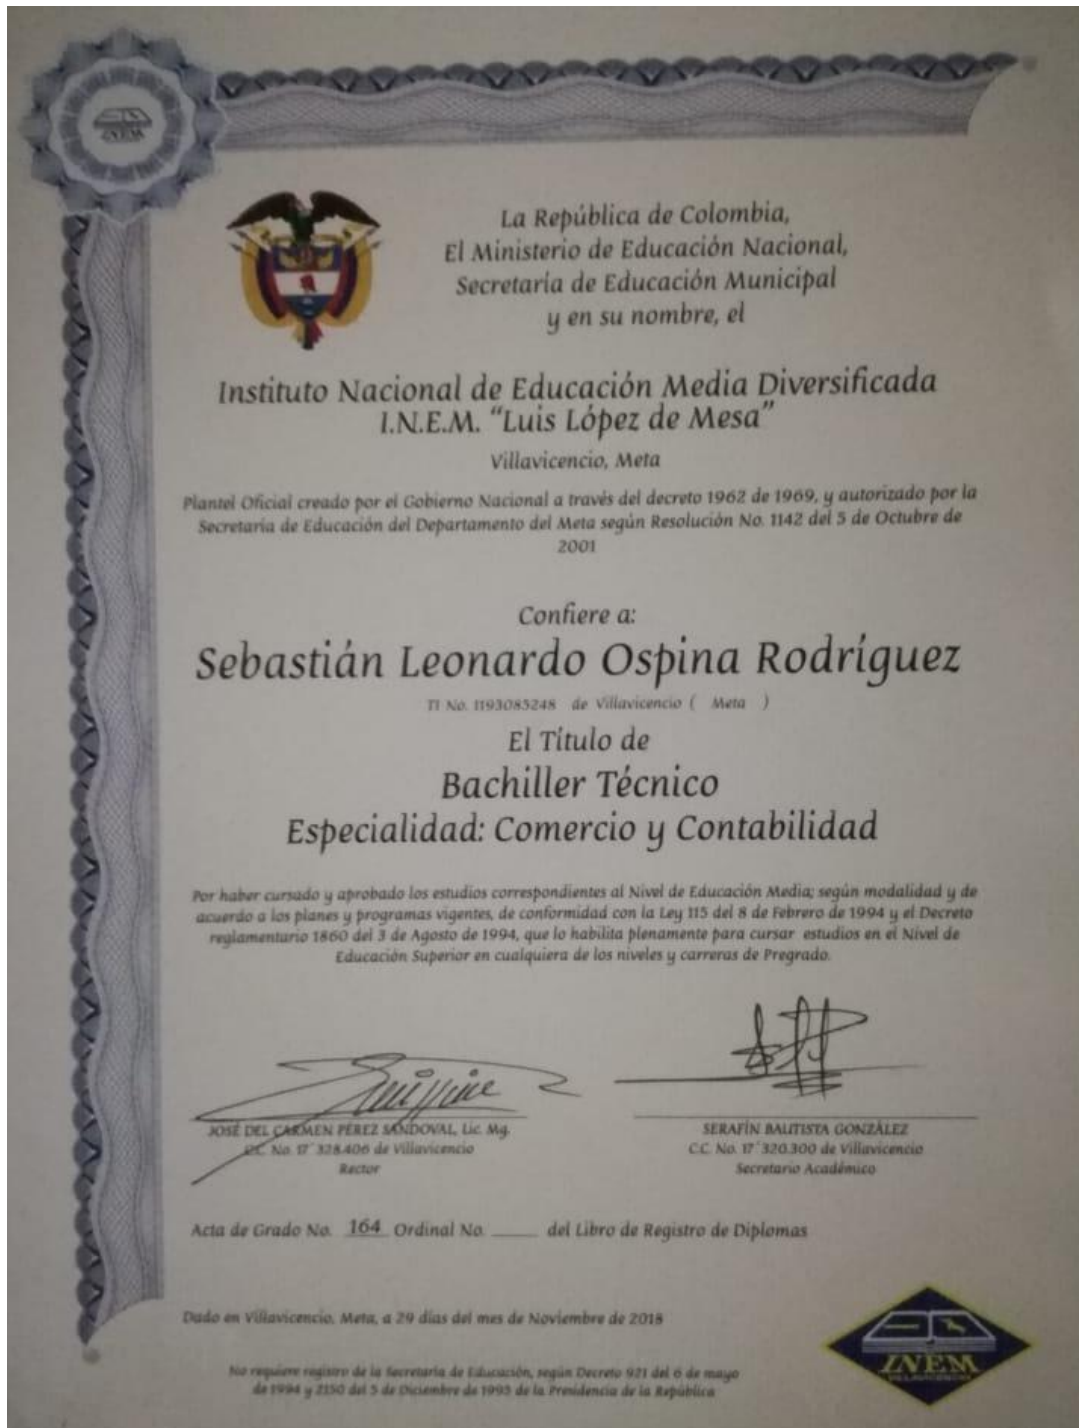 INEM
La República de Colombia,
El Ministerio de Educación Nacional,
Secretaría de Educación Municipal
y en su nombre, el
Instituto Nacional de Educación Media Diversificada
I.N.E.M. “Luis López de Mesa”
Villavicencio, Meta
Plantel Oficial creado por el Gobierno Nacional a través del decreto 1962 de 1969, y autorizado por la
Secretaría de Educación del Departamento del Meta según Resolución No. 1142 del 5 de Octubre de
2001
Confiere a:
Sebastián Leonardo Ospina Rodríguez
TI No. 1193085248 de Villavicencio ( Meta )
El Título de
Bachiller Técnico
Especialidad: Comercio y Contabilidad
Por haber cursado y aprobado los estudios correspondientes al Nivel de Educación Media; según modalidad y de
acuerdo a los planes y programas vigentes, de conformidad con la Ley 115 del 8 de Febrero de 1994 y el Decreto
reglamentario 1860 del 3 de Agosto de 1994, que lo habilita plenamente para cursar estudios en el Nivel de
Educación Superior en cualquiera de los niveles y carreras de Pregrado.
JOSÉ DEL CARMEN PÉREZ SANDOVAL, Lic. Mg.
C.C. No. 17´328.406 de Villavicencio
Rector
SERAFÍN BAUTISTA GONZÁLEZ
C.C. No. 17´320.300 de Villavicencio
Secretario Académico
Acta de Grado No. 164 Ordinal No. ____ del Libro de Registro de Diplomas
Dado en Villavicencio, Meta, a 29 días del mes de Noviembre de 2018
No requiere registro de la Secretaría de Educación, según Decreto 921 del 6 de mayo
de 1994 y 2150 del 5 de Diciembre de 1995 de la Presidencia de la República
INEM
VILLAVICENCIO